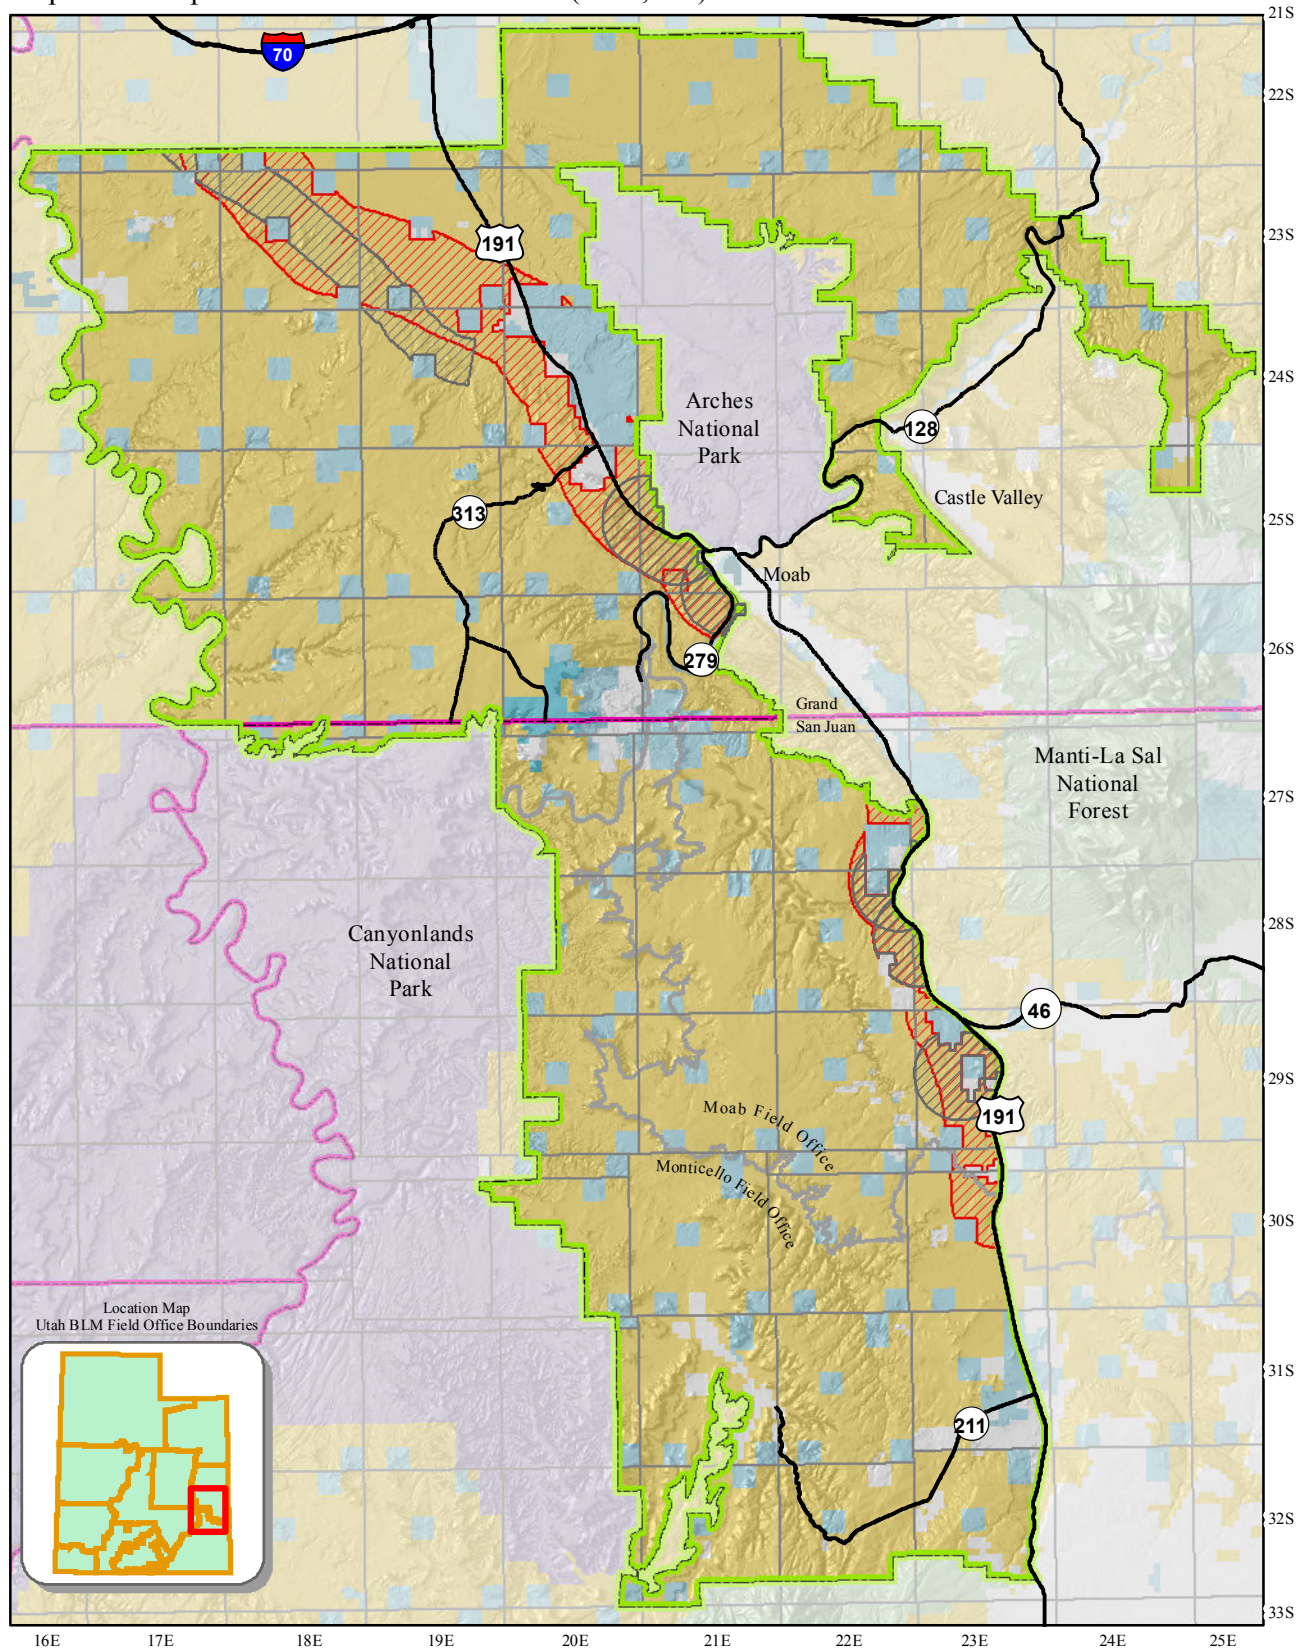 21S
70
22S
191
23S
24S
Arches
National
Park
128
Castle Valley
313
25S
Moab
279
26S
Grand
San Juan
Manti-La Sal
National
Forest
27S
Canyonlands
National
Park
28S
46
29S
191
Moab Field Office
Monticello Field Office
30S
Location Map
Utah BLM Field Office Boundaries
31S
211
32S
33S
16E 17E 18E 19E 20E 21E 22E 23E 24E 25E